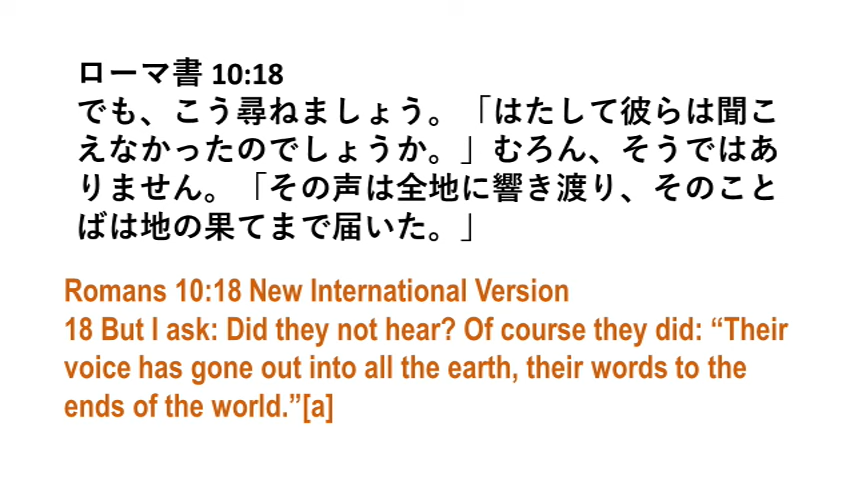 ローマ書 10:18
でも、こう尋ねましょう。「はたして彼らは聞こ
えなかったのでしょうか。」むろん、そうではあ
りません。「その声は全地に響き渡り、そのこと
ばは地の果てまで届いた。」
Romans 10:18 New International Version
18 But I ask: Did they not hear? Of course they did: “Their
voice has gone out into all the earth, their words to the
ends of the world.”[a]